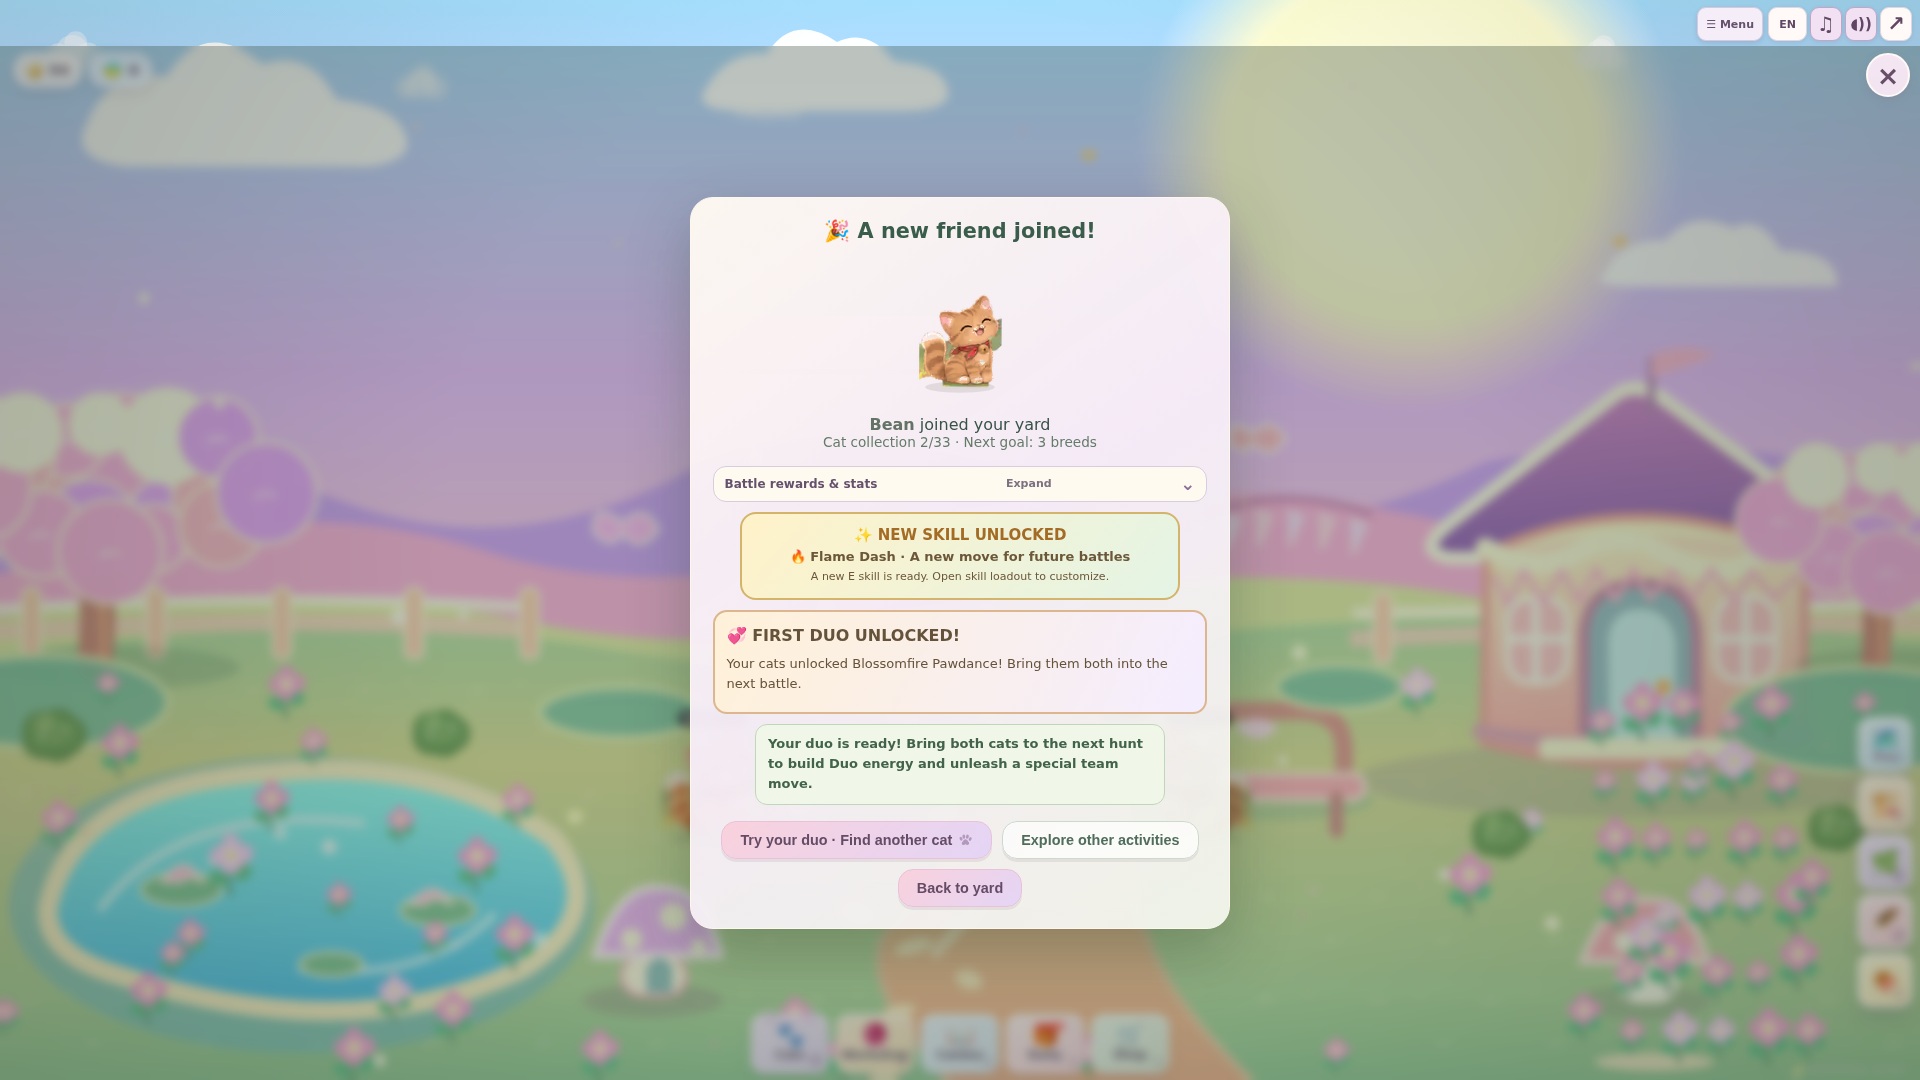 ☰ Menu
EN
🎉 A new friend joined!
Bean joined your yard
Cat collection 2/33 · Next goal: 3 breeds
Battle rewards & stats
Expand
✨ NEW SKILL UNLOCKED
🔥 Flame Dash · A new move for future battles
A new E skill is ready. Open skill loadout to customize.
💞 FIRST DUO UNLOCKED!
Your cats unlocked Blossomfire Pawdance! Bring them both into the
next battle.
Your duo is ready! Bring both cats to the next hunt
to build Duo energy and unleash a special team
move.
Try your duo · Find another cat 🐾
Explore other activities
Back to yard